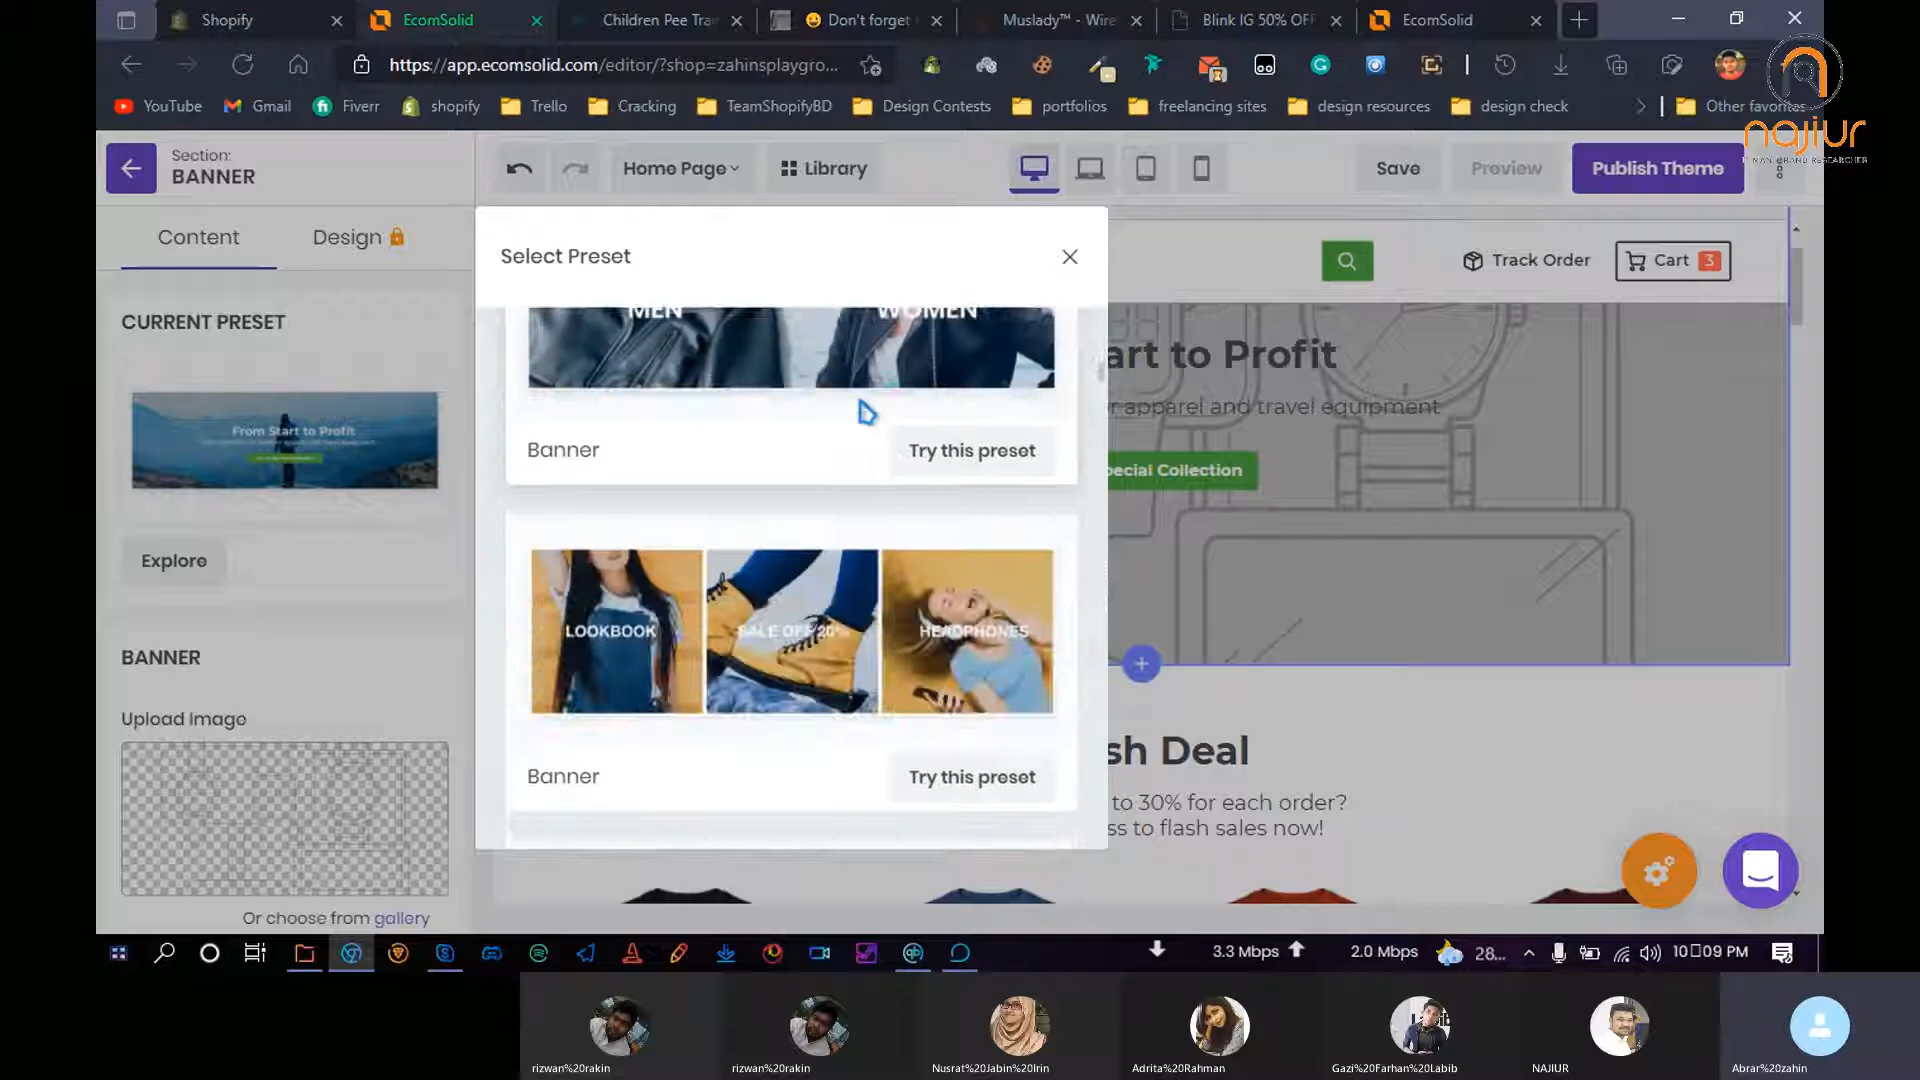 Shopify
EcomSolid
Children Pee Trai
Don't forget
Muslady™ - Wire
Blink IG 50% OFF
EcomSolid
https://app.ecomsolid.com/editor/?shop=zahinsplaygro...
YouTube
Gmail
Fiverr
shopify
Trello
Cracking
TeamShopifyBD
Design Contests
portfolios
freelancing sites
design resources
design check
Other favorites
najiur
Section:
BANNER
Home Page
Library
Save
Preview
Publish Theme
Content
Design
Select Preset
Track Order
Cart 3
CURRENT PRESET
MEN
WOMEN
art to Profit
r apparel and travel equipment
From Start to Profit
Banner
Try this preset
pecial Collection
Explore
LOOKBOOK
SALE OFF 20%
HEADPHONES
BANNER
Upload Image
sh Deal
Banner
Try this preset
to 30% for each order?
ss to flash sales now!
Or choose from gallery
3.3 Mbps
2.0 Mbps
28...
10:09 PM
rizwan%20rakin
rizwan%20rakin
Nusrat%20Jabin%20Irin
Adrita%20Rahman
Gazi%20Farhan%20Labib
NAJIUR
Abrar%20zahin